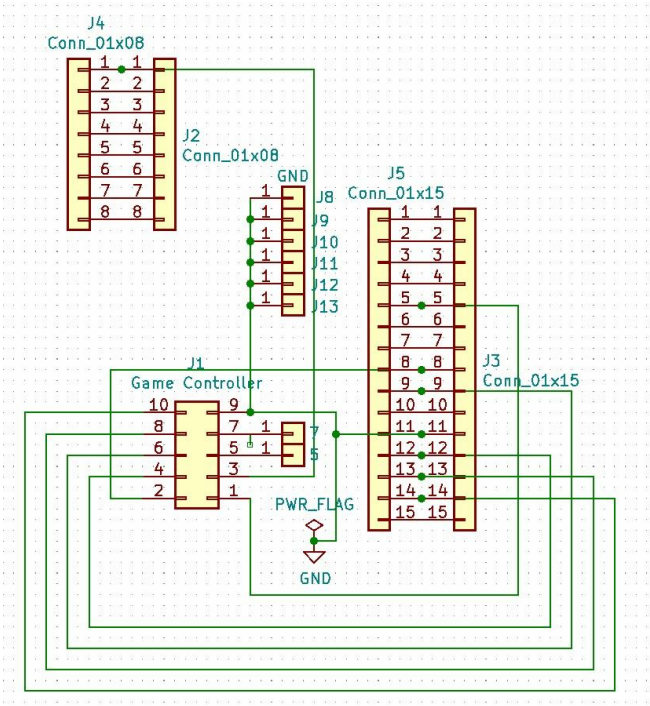 J4
Conn_01x08
1 1
2 2
3 3
4 4
5 5
6 6
7 7
8 8
J2
Conn_01x08
GND
1 J8
1 J9
1 J10
1 J11
1 J12
1 J13
J5
Conn_01x15
1 1
2 2
3 3
4 4
5 5
6 6
7 7
8 8
9 9
10 10
11 11
12 12
13 13
14 14
15 15
J3
Conn_01x15
J1
Game Controller
10 9
8 7
6 5
4 3
2 1
1 7
1 5
PWR_FLAG
GND